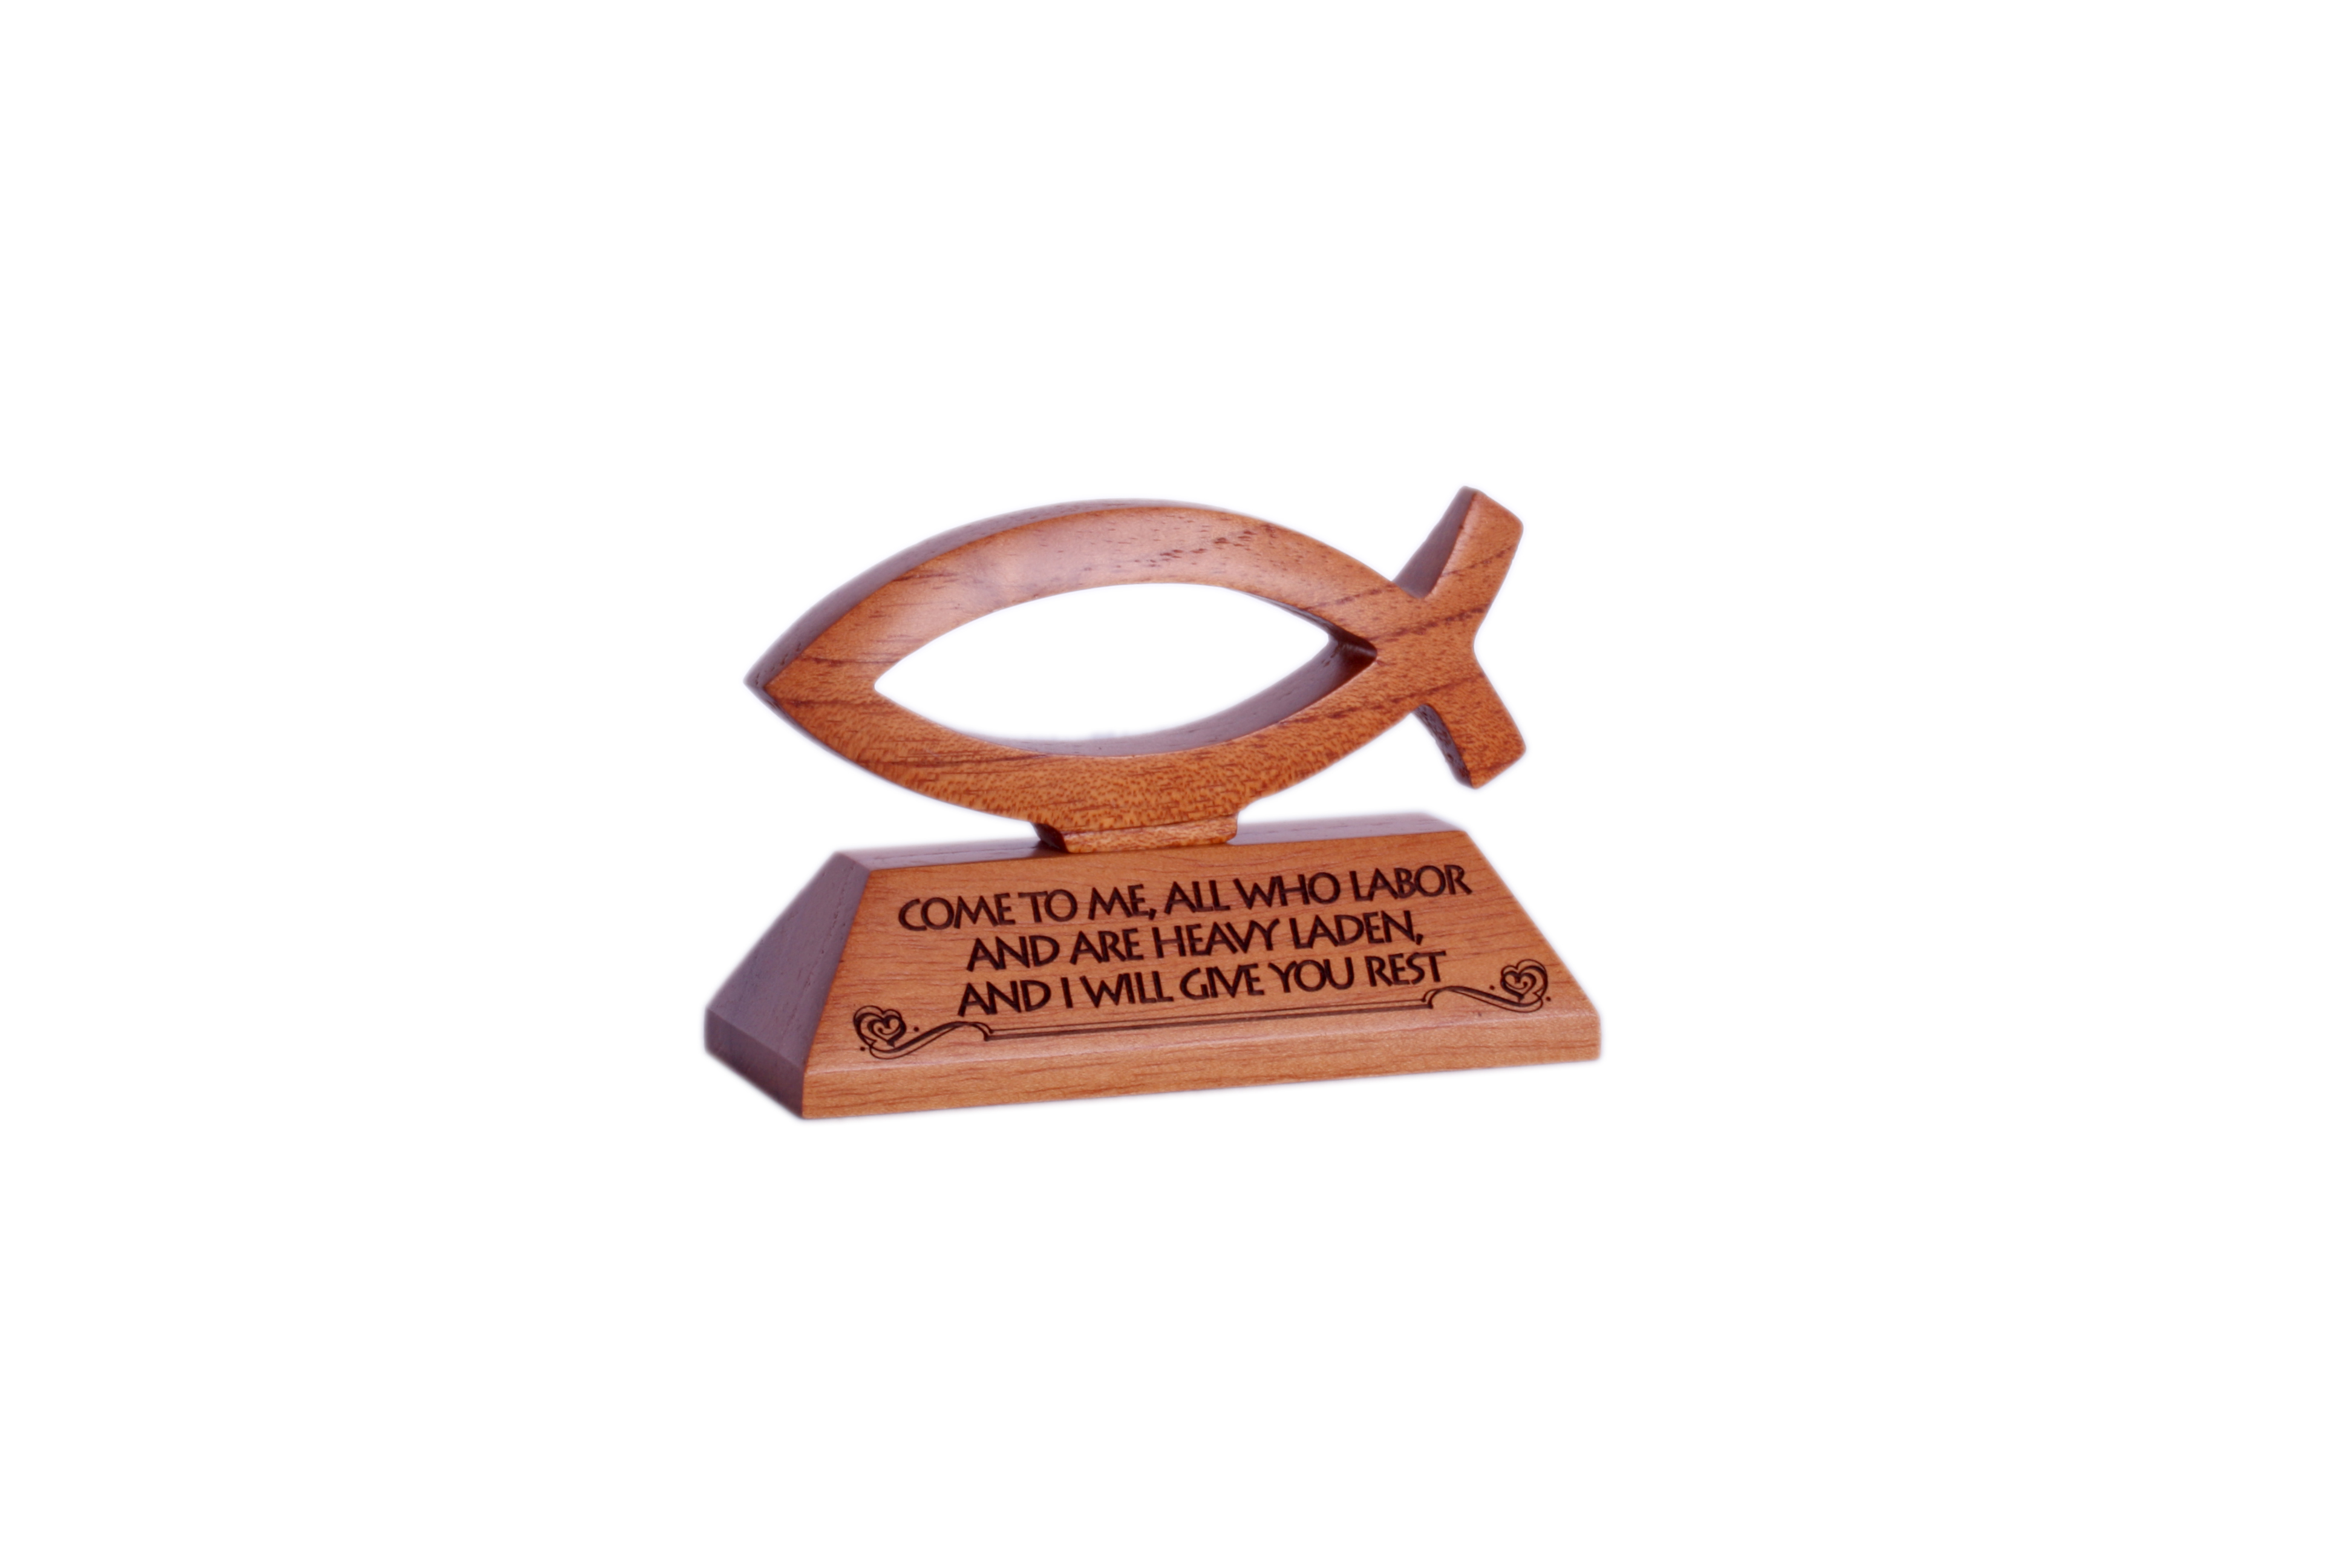 COME TO ME, ALL WHO LABOR
AND ARE HEAVY LADEN,
AND I WILL GIVE YOU REST